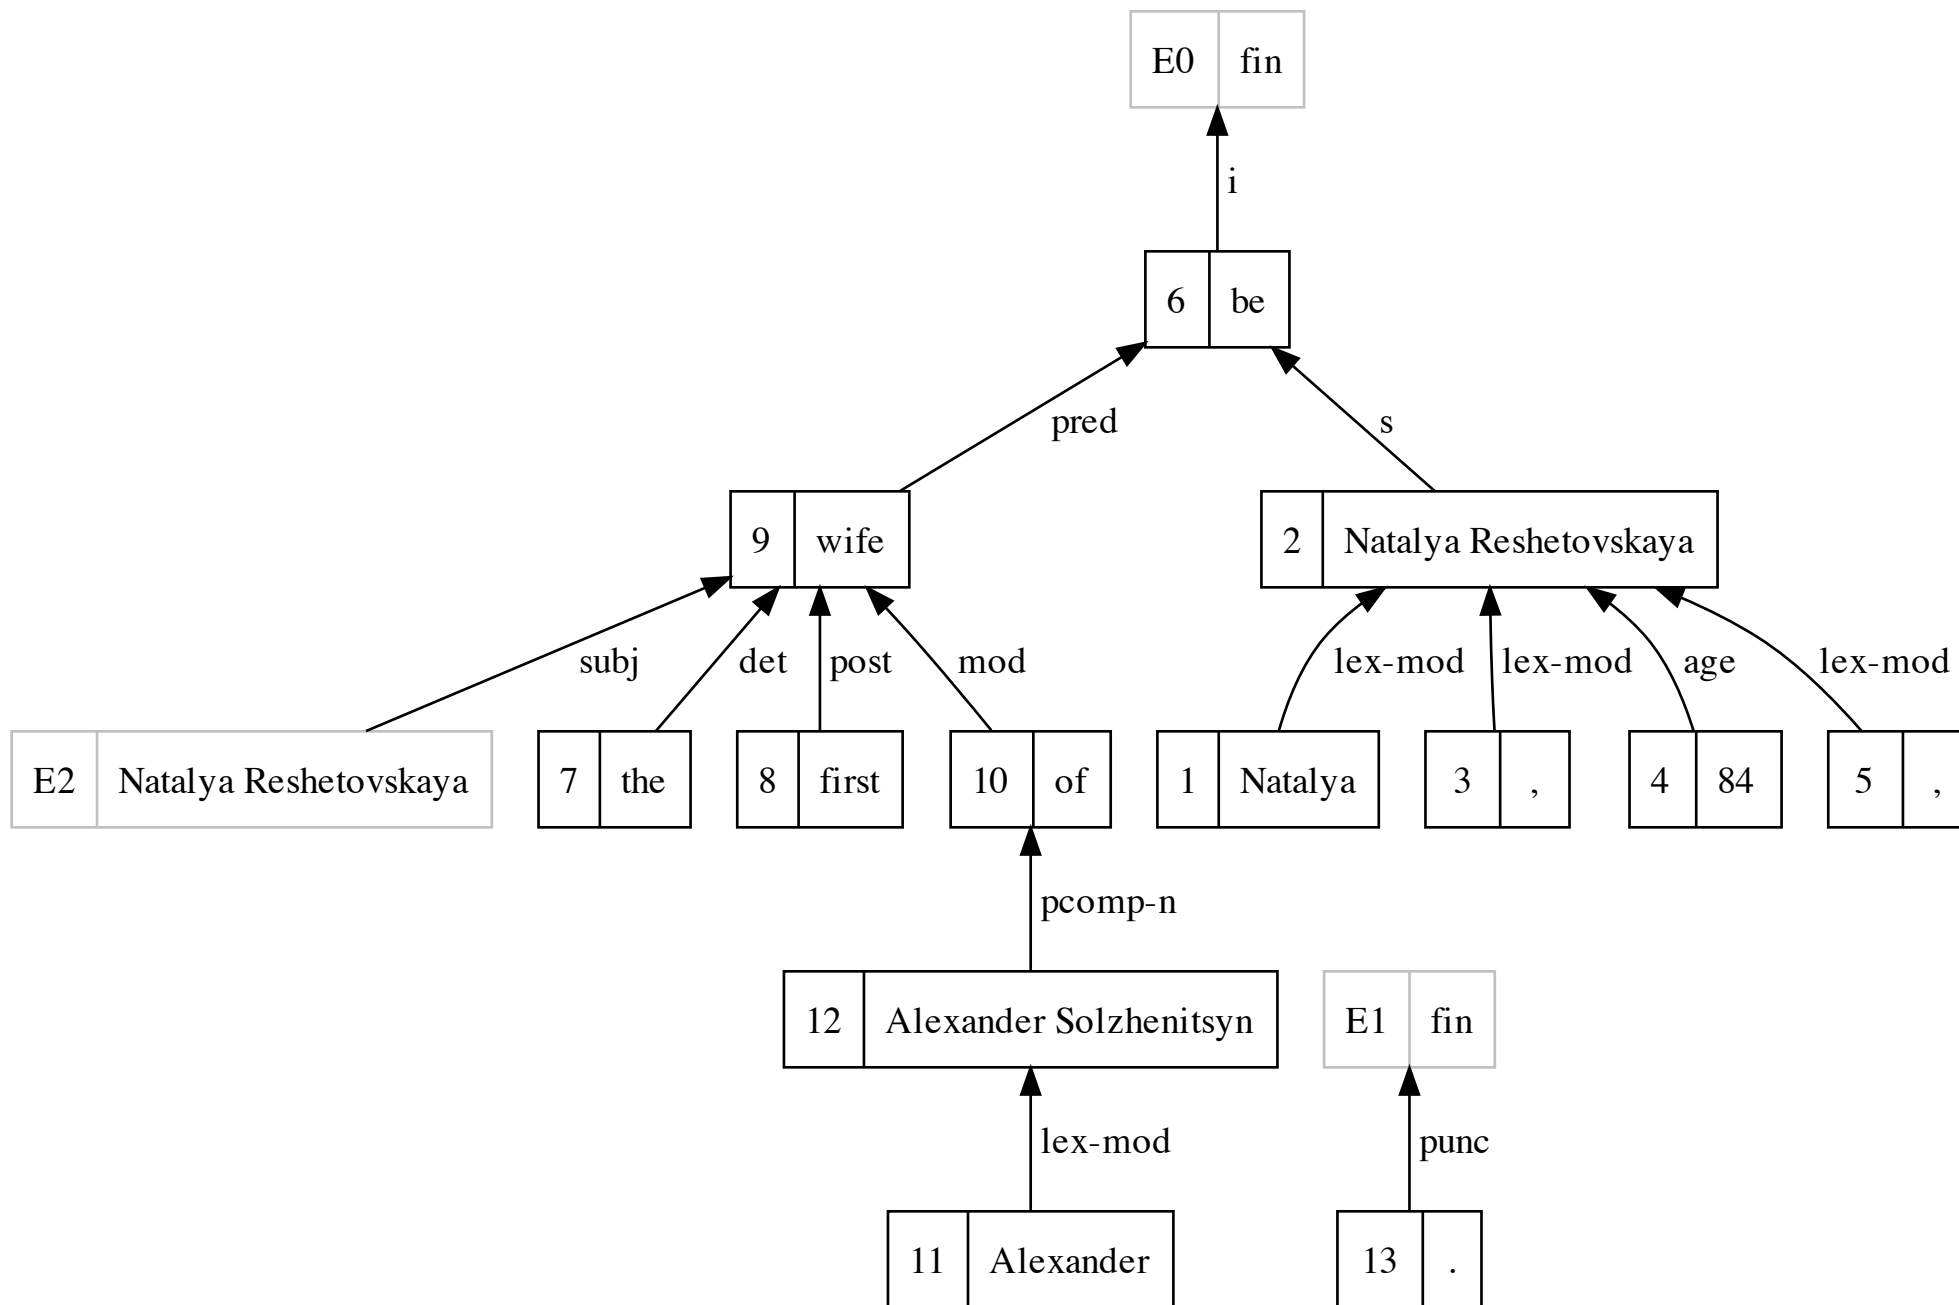 E0 fin
i
6 be
pred s
9 wife 2 Natalya Reshetovskaya
subj det post mod lex-mod lex-mod age lex-mod
E2 Natalya Reshetovskaya 7 the 8 first 10 of 1 Natalya 3 , 4 84 5 ,
pcomp-n
12 Alexander Solzhenitsyn E1 fin
lex-mod punc
11 Alexander 13 .